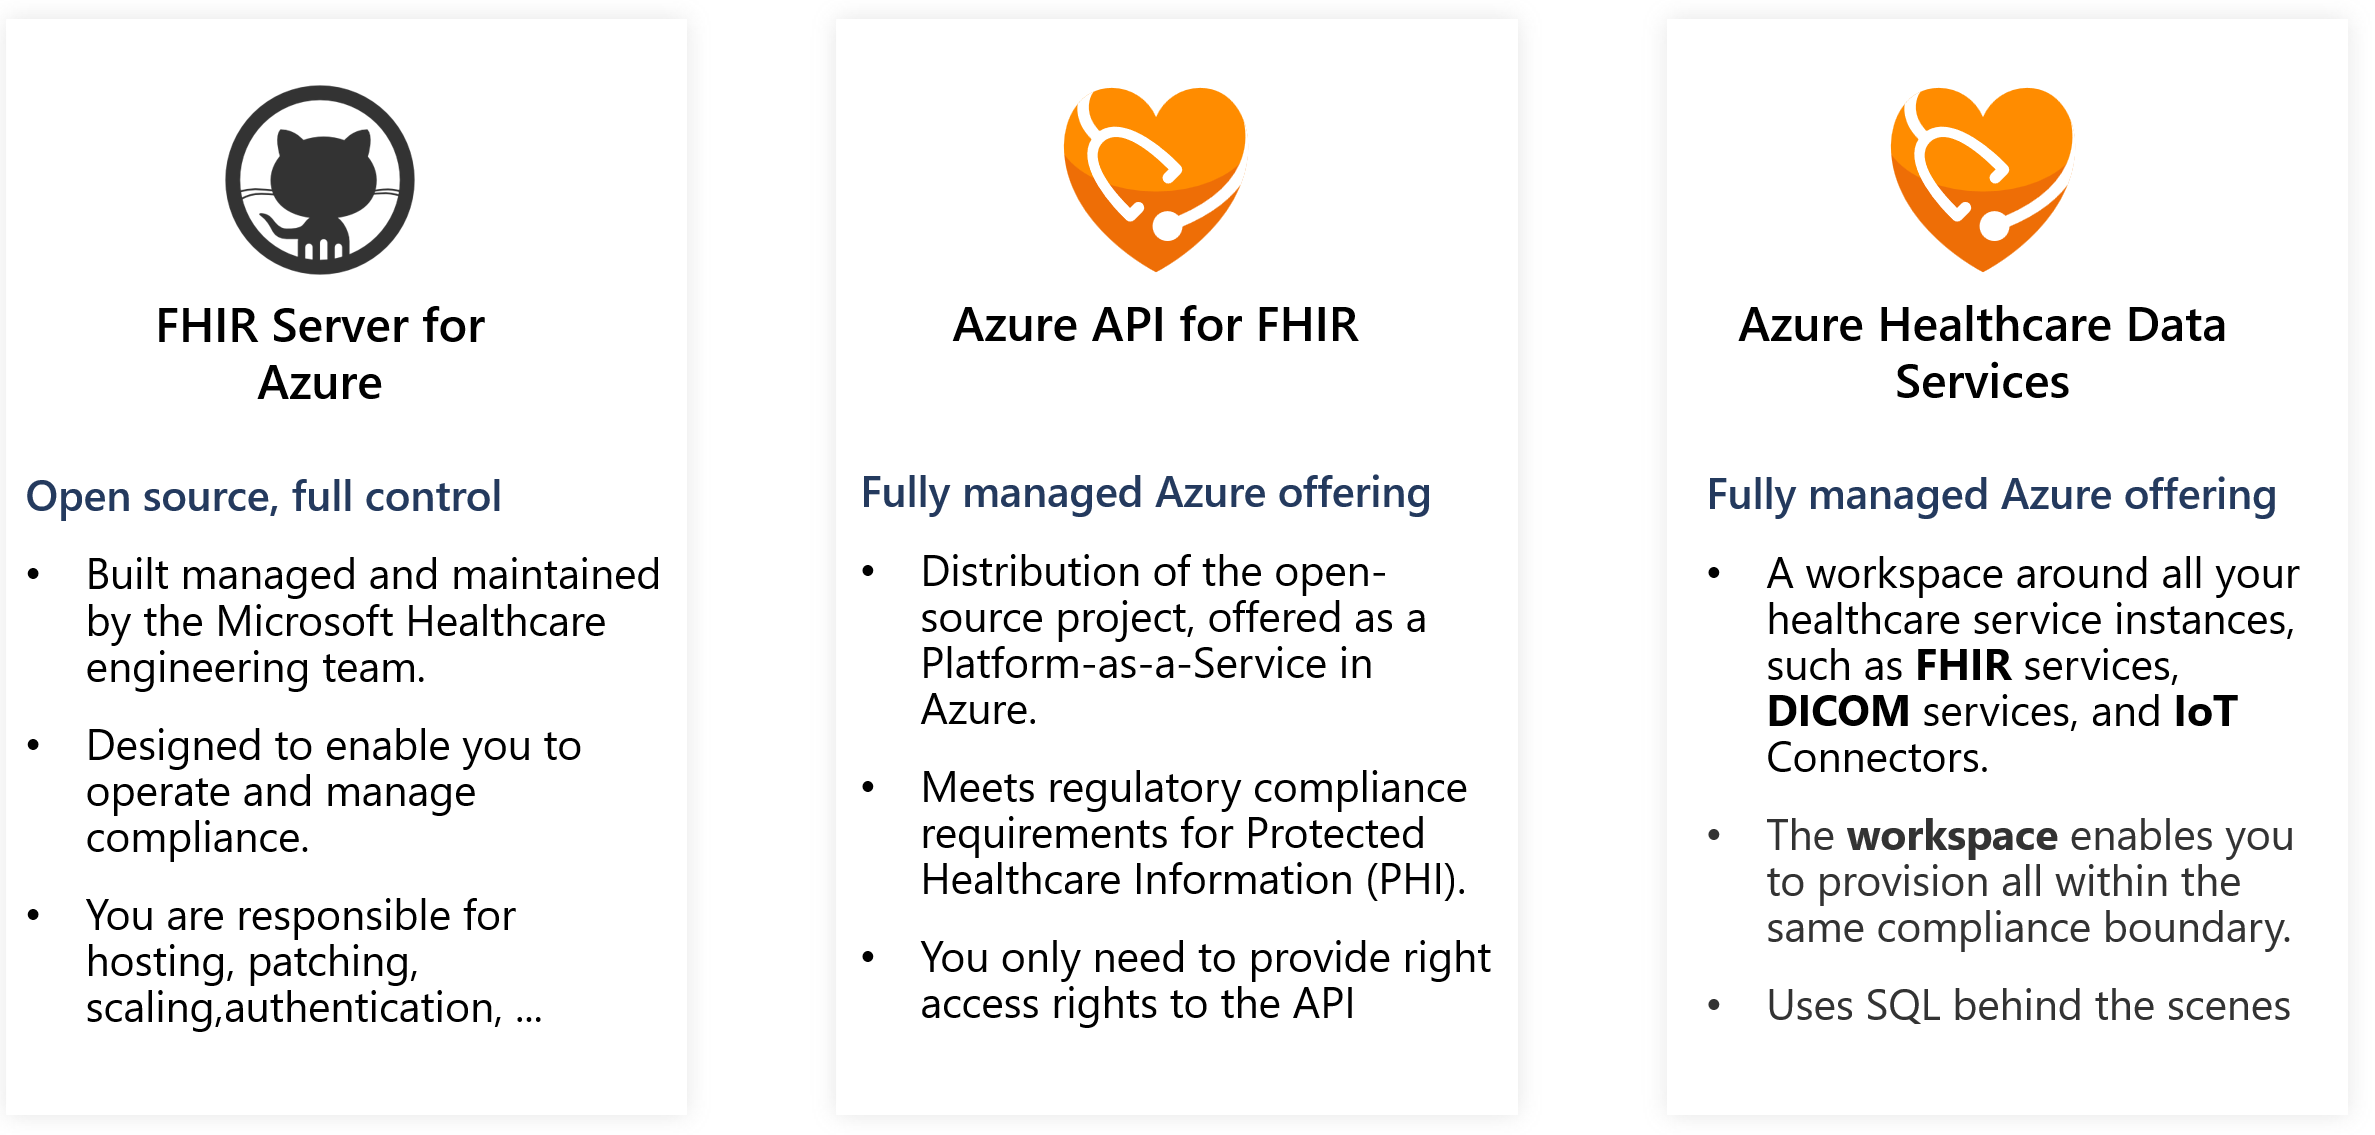 FHIR Server for
Azure
Open source, full control
• Built managed and maintained
by the Microsoft Healthcare
engineering team.
• Designed to enable you to
operate and manage
compliance.
• You are responsible for
hosting, patching,
scaling,authentication, ...
Azure API for FHIR
Fully managed Azure offering
• Distribution of the open-
source project, offered as a
Platform-as-a-Service in
Azure.
• Meets regulatory compliance
requirements for Protected
Healthcare Information (PHI).
• You only need to provide right
access rights to the API
Azure Healthcare Data
Services
Fully managed Azure offering
• A workspace around all your
healthcare service instances,
such as FHIR services,
DICOM services, and IoT
Connectors.
• The workspace enables you
to provision all within the
same compliance boundary.
• Uses SQL behind the scenes